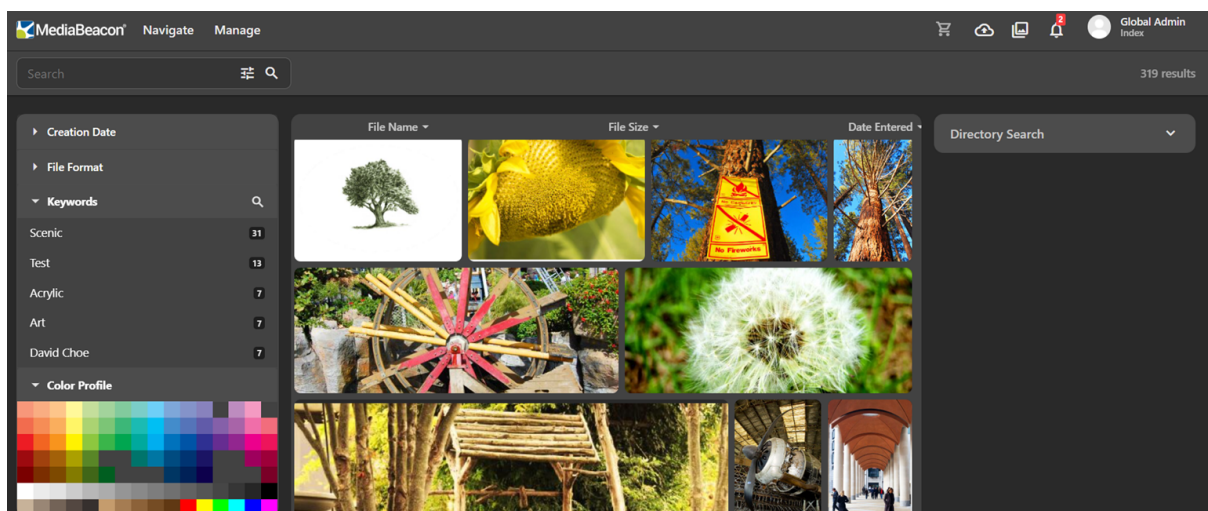 MediaBeacon® Navigate Manage
2
Global Admin
Index
Search
319 results
Creation Date
File Format
Keywords
Scenic 31
Test 13
Acrylic 7
Art 7
David Choe 7
Color Profile
File Name File Size Date Entered
No Fireworks
Directory Search